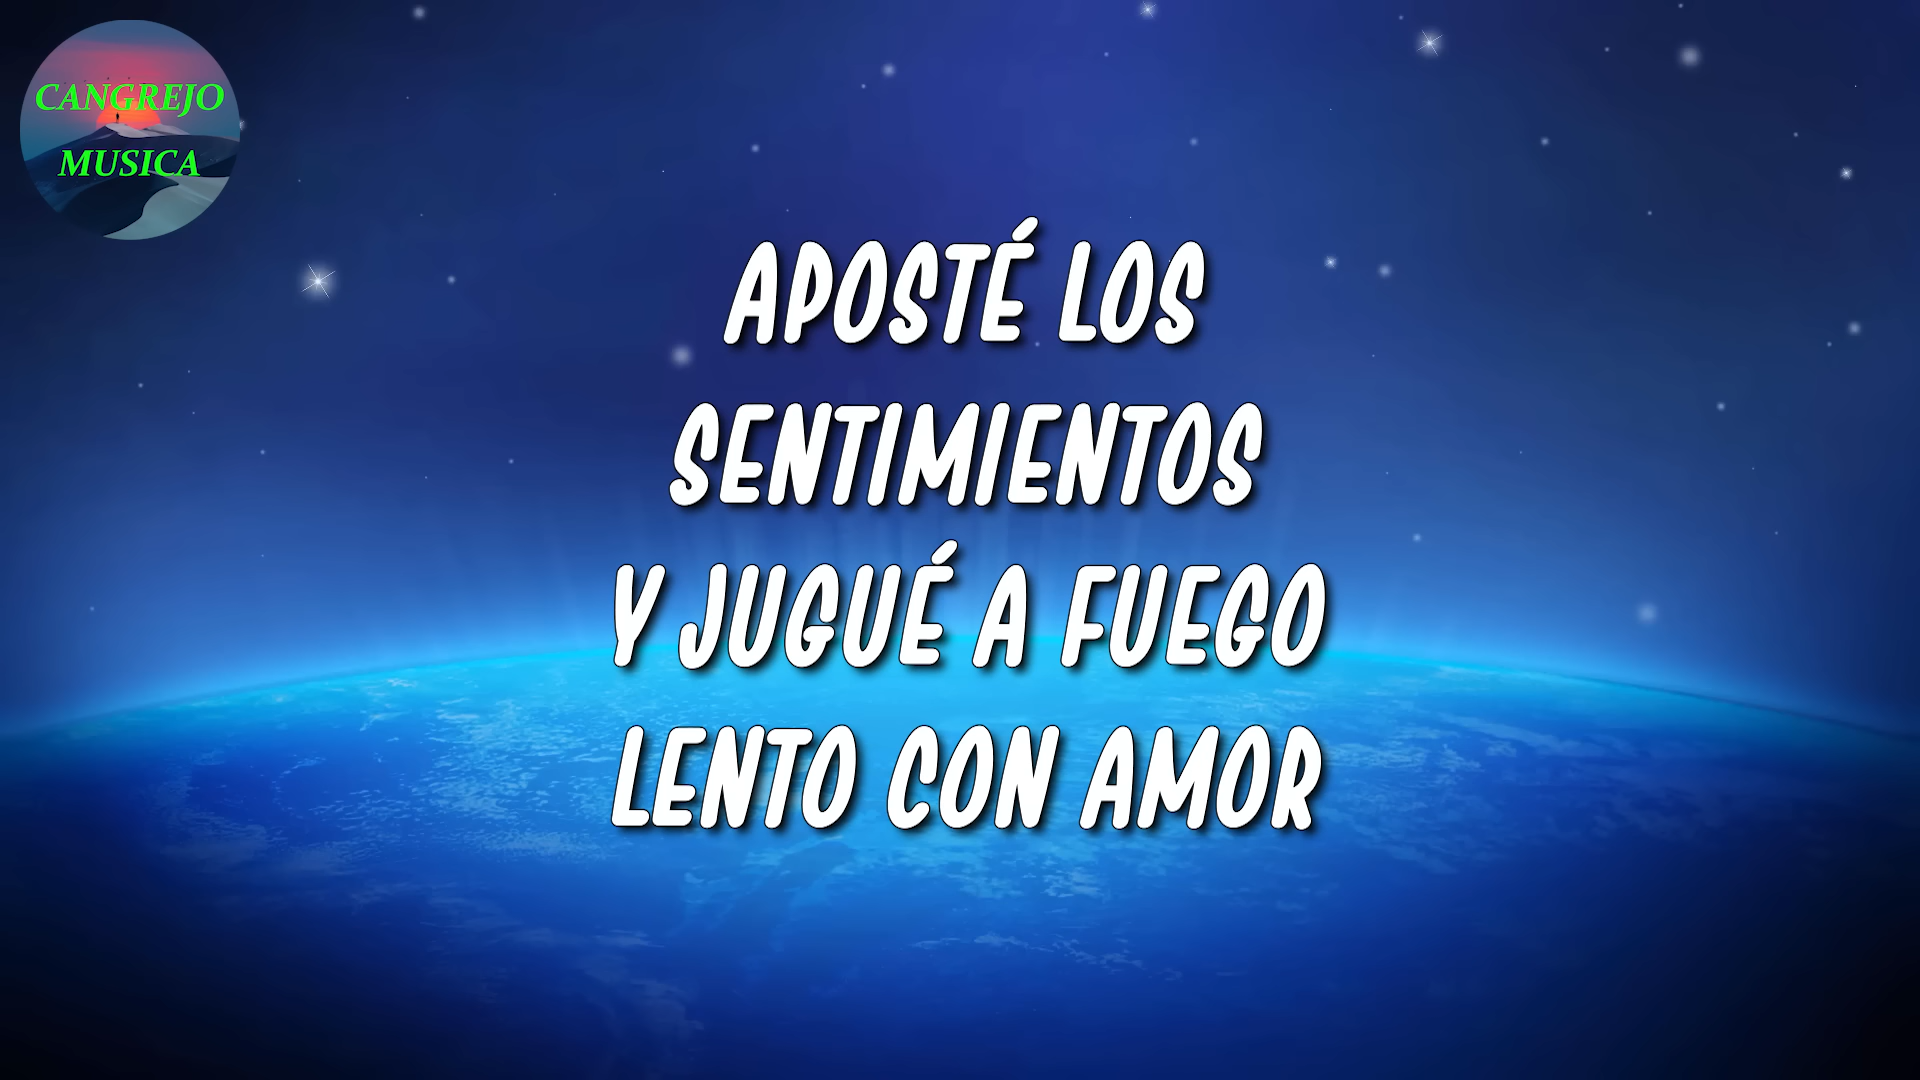 CANGREJO
MUSICA
APOSTÉ LOS
SENTIMIENTOS
Y JUGUÉ A FUEGO
LENTO CON AMOR